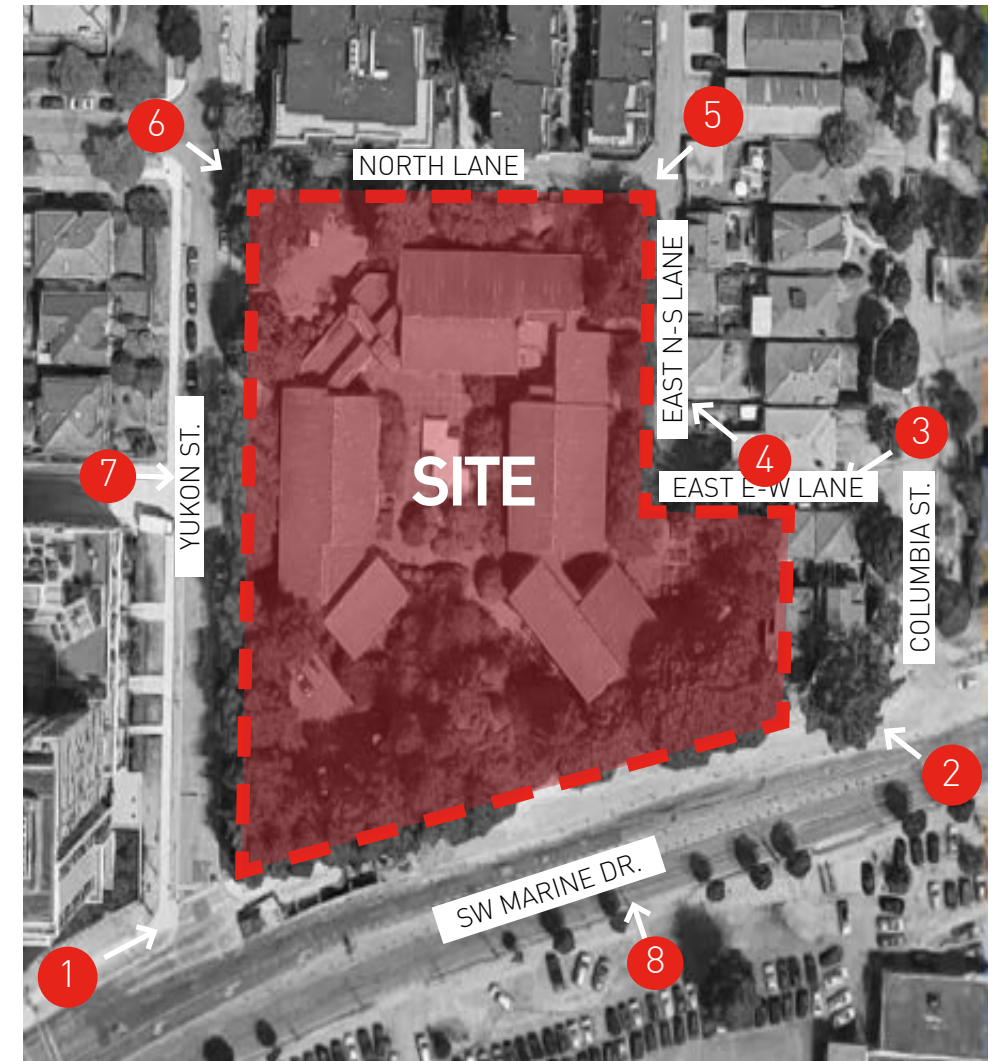 6
5
NORTH LANE
EAST N-S LANE
3
4
7
YUKON ST.
SITE
EAST E-W LANE
COLUMBIA ST.
2
SW MARINE DR.
1
8